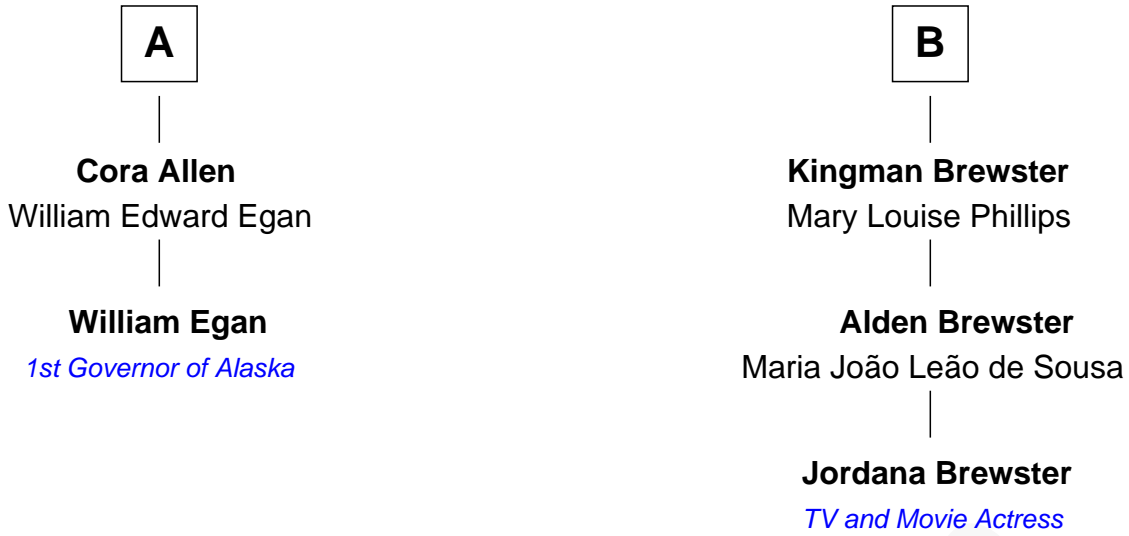 A
Cora Allen
William Edward Egan
William Egan
1st Governor of Alaska
B
Kingman Brewster
Mary Louise Phillips
Alden Brewster
Maria João Leão de Sousa
Jordana Brewster
TV and Movie Actress